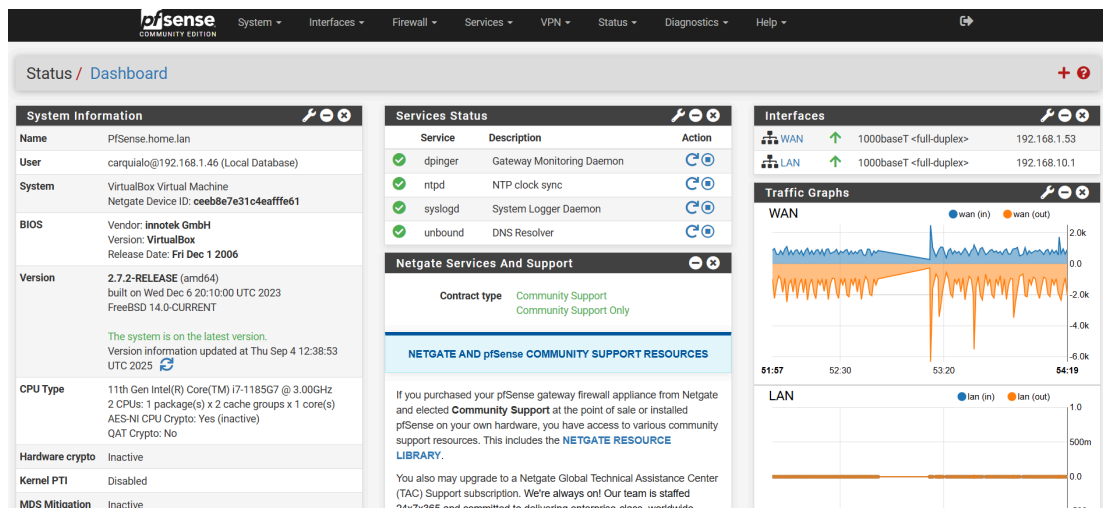 pfsense
COMMUNITY EDITION
System Interfaces Firewall Services VPN Status Diagnostics Help
Status / Dashboard
System Information
Name PfSense.home.lan
User carquialo@192.168.1.46 (Local Database)
System VirtualBox Virtual Machine
Netgate Device ID: ceeb8e7e31c4eafffe61
BIOS Vendor: innotek GmbH
Version: VirtualBox
Release Date: Fri Dec 1 2006
Version 2.7.2-RELEASE (amd64)
built on Wed Dec 6 20:10:00 UTC 2023
FreeBSD 14.0-CURRENT
The system is on the latest version.
Version information updated at Thu Sep 4 12:38:53
UTC 2025
CPU Type 11th Gen Intel(R) Core(TM) i7-1185G7 @ 3.00GHz
2 CPUs: 1 package(s) x 2 cache groups x 1 core(s)
AES-NI CPU Crypto: Yes (inactive)
QAT Crypto: No
Hardware crypto Inactive
Kernel PTI Disabled
MDS Mitigation Inactive
Services Status
Service Description Action
dpinger Gateway Monitoring Daemon
ntpd NTP clock sync
syslogd System Logger Daemon
unbound DNS Resolver
Netgate Services And Support
Contract type Community Support
Community Support Only
NETGATE AND pfSense COMMUNITY SUPPORT RESOURCES
If you purchased your pfSense gateway firewall appliance from Netgate
and elected Community Support at the point of sale or installed
pfSense on your own hardware, you have access to various community
support resources. This includes the NETGATE RESOURCE
LIBRARY.
You also may upgrade to a Netgate Global Technical Assistance Center
(TAC) Support subscription. We're always on! Our team is staffed
24x7x365 and committed to delivering enterprise-class, worldwide
Interfaces
WAN 1000baseT <full-duplex> 192.168.1.53
LAN 1000baseT <full-duplex> 192.168.10.1
Traffic Graphs
WAN
wan (in) wan (out)
2.0k
0.0
-2.0k
-4.0k
-6.0k
51:57 52:30 53:20 54:19
LAN
lan (in) lan (out)
1.0
500m
0.0